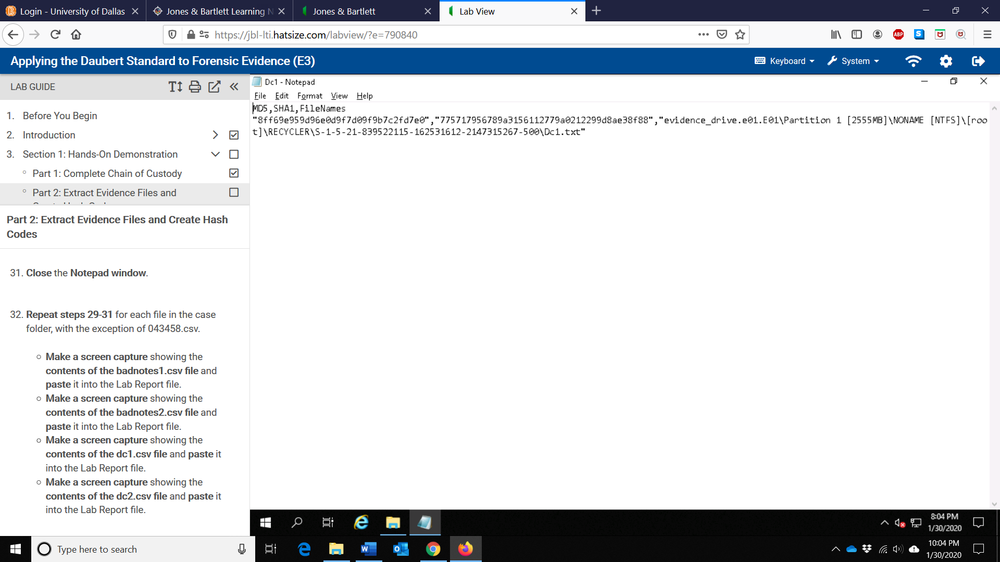 Login - University of Dallas
Jones & Bartlett Learning N
Jones & Bartlett
Lab View
https://jbl-lti.hatsize.com/labview/?e=790840
ABP
S
Applying the Daubert Standard to Forensic Evidence (E3)
Keyboard
System
LAB GUIDE
1. Before You Begin
2. Introduction
3. Section 1: Hands-On Demonstration
Part 1: Complete Chain of Custody
Part 2: Extract Evidence Files and
Part 2: Extract Evidence Files and Create Hash
Codes
31. Close the Notepad window.
32. Repeat steps 29-31 for each file in the case
folder, with the exception of 043458.csv.
Make a screen capture showing the
contents of the badnotes1.csv file and
paste it into the Lab Report file.
Make a screen capture showing the
contents of the badnotes2.csv file and
paste it into the Lab Report file.
Make a screen capture showing the
contents of the dc1.csv file and paste it
into the Lab Report file.
Make a screen capture showing the
contents of the dc2.csv file and paste it
into the Lab Report file.
Dc1 - Notepad
File Edit Format View Help
MD5,SHA1,FileNames
"8ff69e959d96e0d9f7d09f9b7c2fd7e0","775717956789a3156112779a0212299d8ae38f88","evidence_drive.e01.E01\Partition 1 [2555MB]\NONAME [NTFS]\[roo
t]\RECYCLER\S-1-5-21-839522115-162531612-2147315267-500\Dc1.txt"
8:04 PM
1/30/2020
Type here to search
10:04 PM
1/30/2020